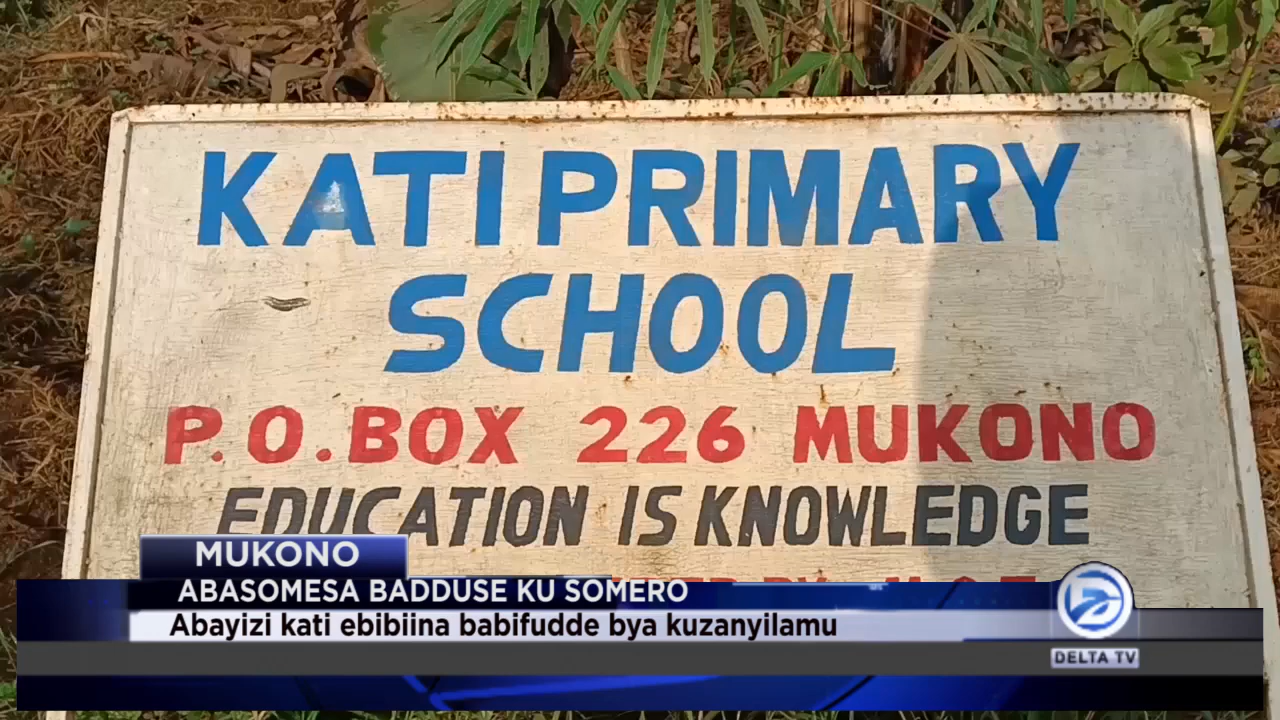 KATI PRIMARY
SCHOOL
P.O.BOX 226 MUKONO
EDUCATION IS KNOWLEDGE
MUKONO
ABASOMESA BADDUSE KU SOMERO
Abayizi kati ebibiina babifudde bya kuzanyilamu
DELTA TV